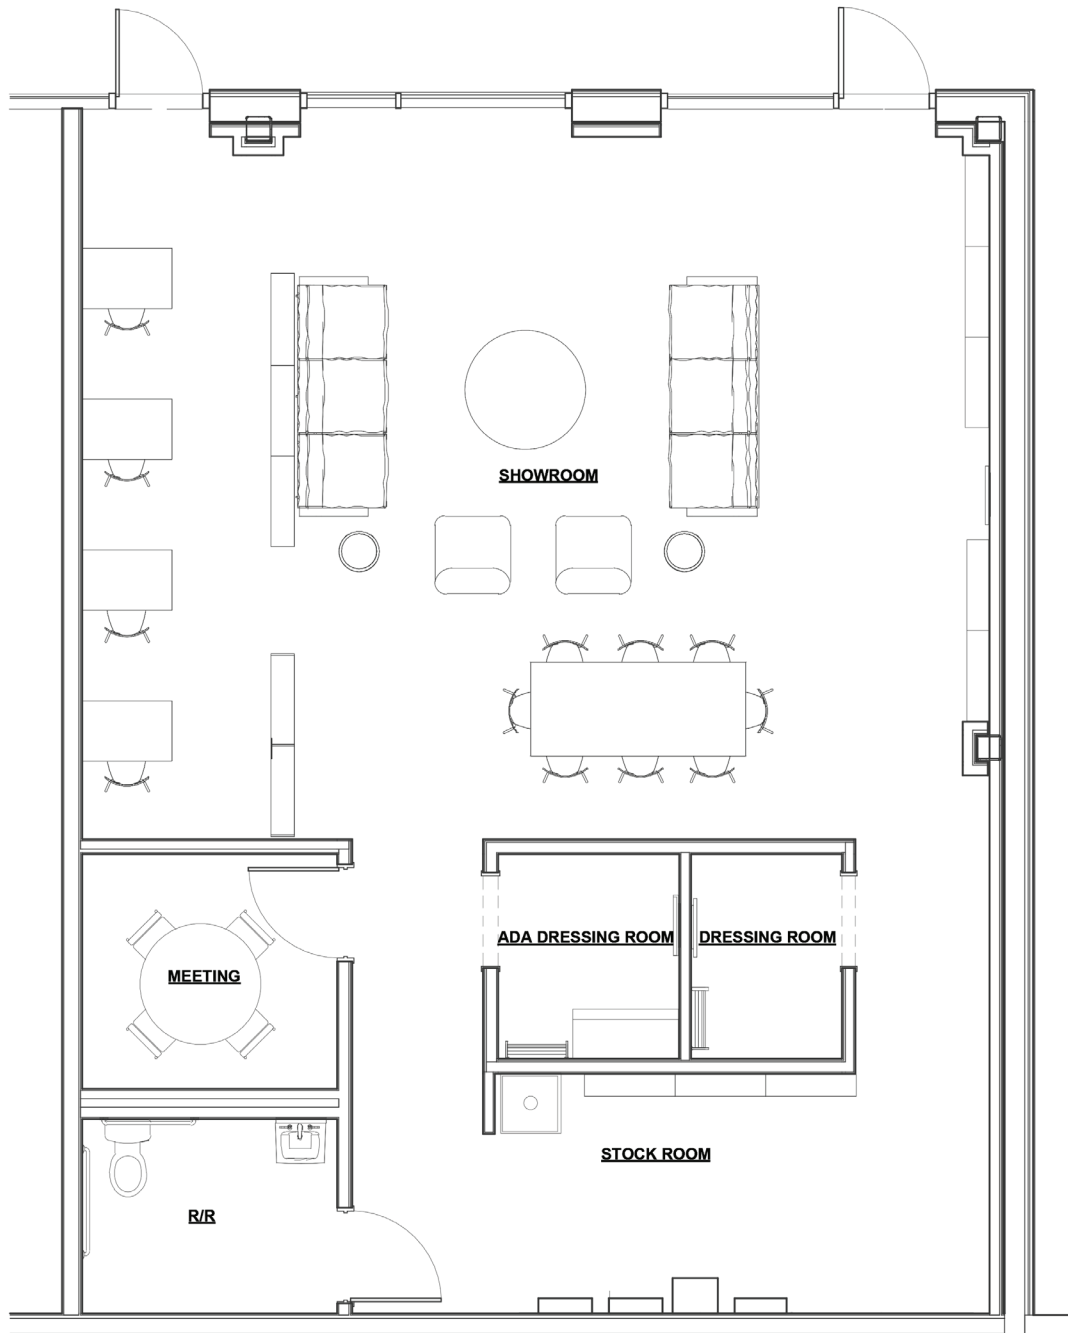 SHOWROOM
ADA DRESSING ROOM
DRESSING ROOM
MEETING
STOCK ROOM
R/R